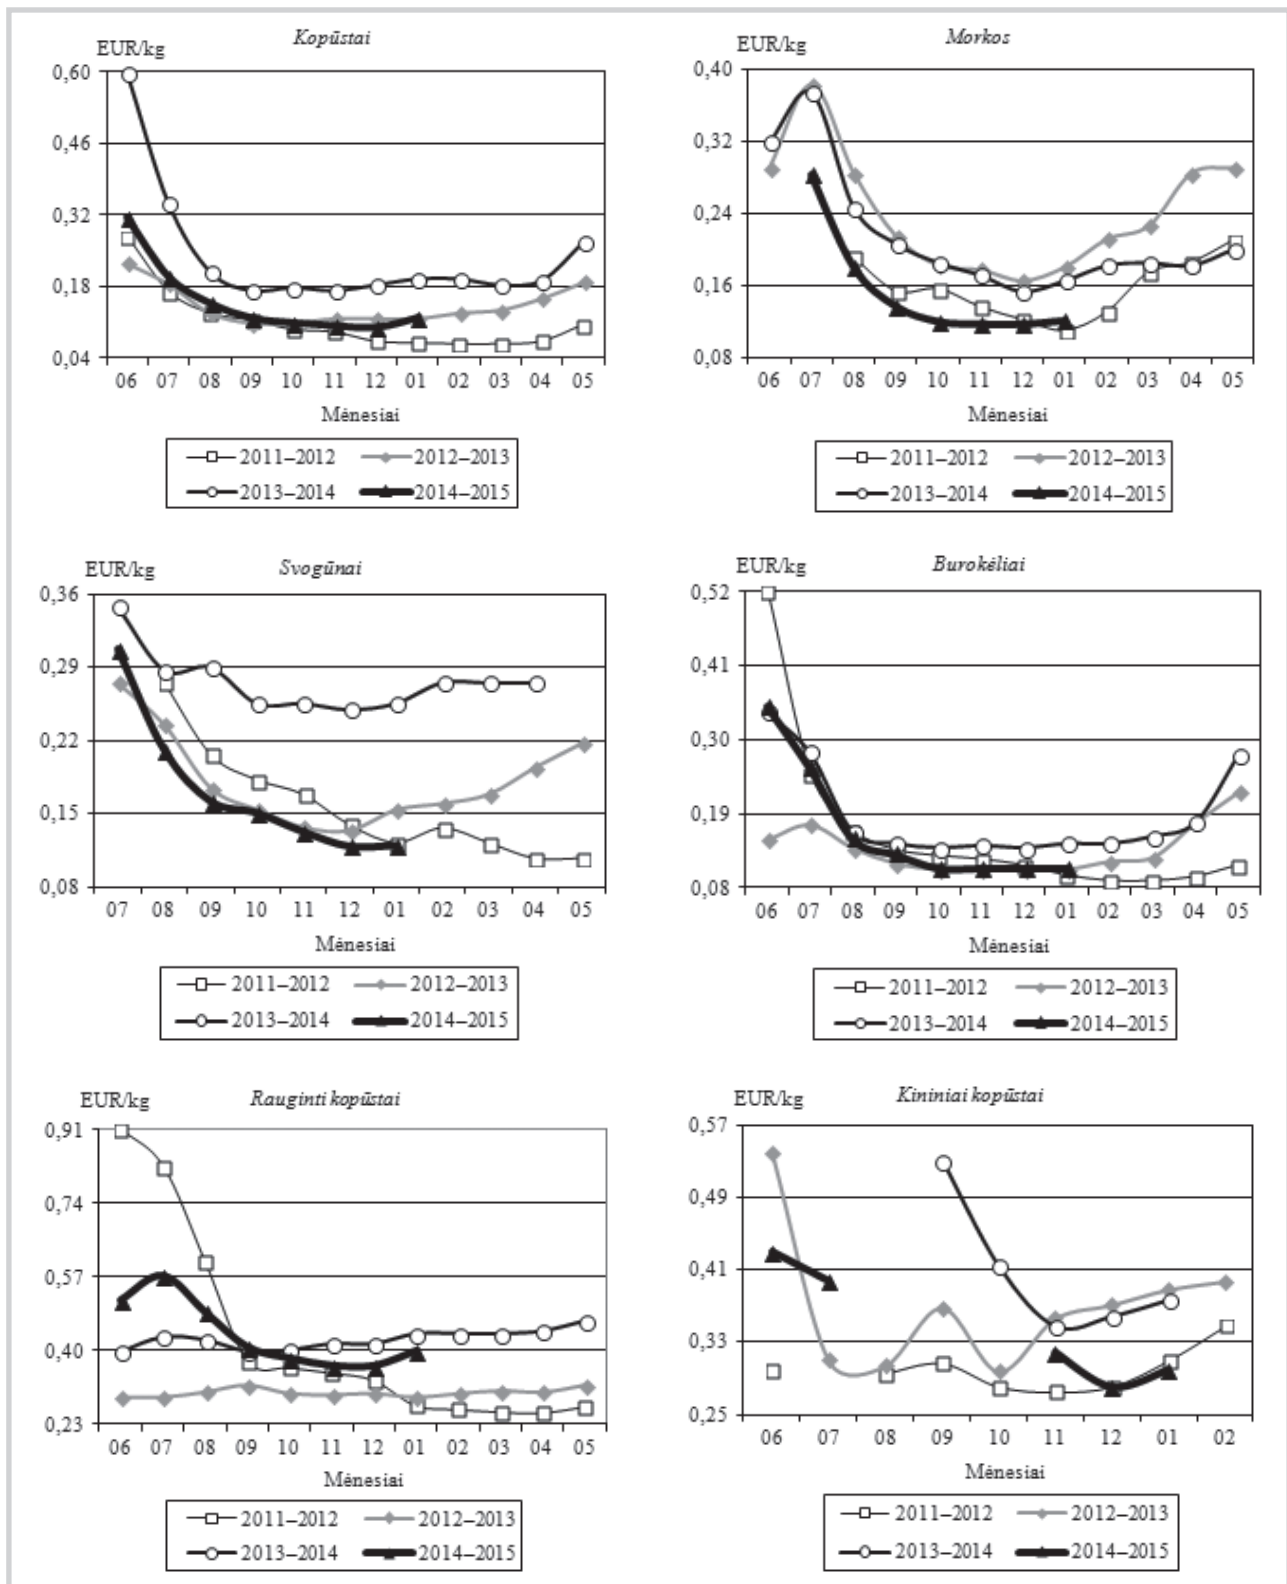 Kopūstai
EUR/kg
0,60
0,46
0,32
0,18
0,04
06 07 08 09 10 11 12 01 02 03 04 05
Mėnesiai
2011–2012 2012–2013
2013–2014 2014–2015
Morkos
EUR/kg
0,40
0,32
0,24
0,16
0,08
06 07 08 09 10 11 12 01 02 03 04 05
Mėnesiai
2011–2012 2012–2013
2013–2014 2014–2015
Svogūnai
EUR/kg
0,36
0,29
0,22
0,15
0,08
07 08 09 10 11 12 01 02 03 04 05
Mėnesiai
2011–2012 2012–2013
2013–2014 2014–2015
Burokėliai
EUR/kg
0,52
0,41
0,30
0,19
0,08
06 07 08 09 10 11 12 01 02 03 04 05
Mėnesiai
2011–2012 2012–2013
2013–2014 2014–2015
Rauginti kopūstai
EUR/kg
0,91
0,74
0,57
0,40
0,23
06 07 08 09 10 11 12 01 02 03 04 05
Mėnesiai
2011–2012 2012–2013
2013–2014 2014–2015
Kininiai kopūstai
EUR/kg
0,57
0,49
0,41
0,33
0,25
06 07 08 09 10 11 12 01 02
Mėnesiai
2011–2012 2012–2013
2013–2014 2014–2015